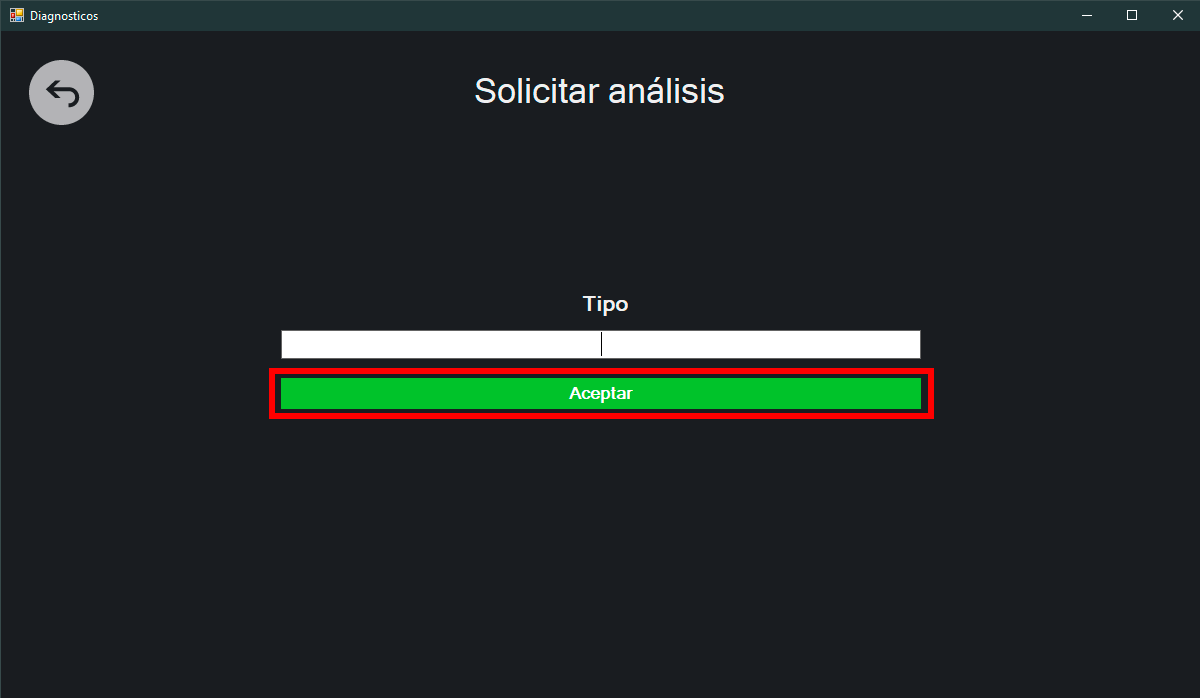 Diagnosticos
Solicitar análisis
Tipo
Aceptar